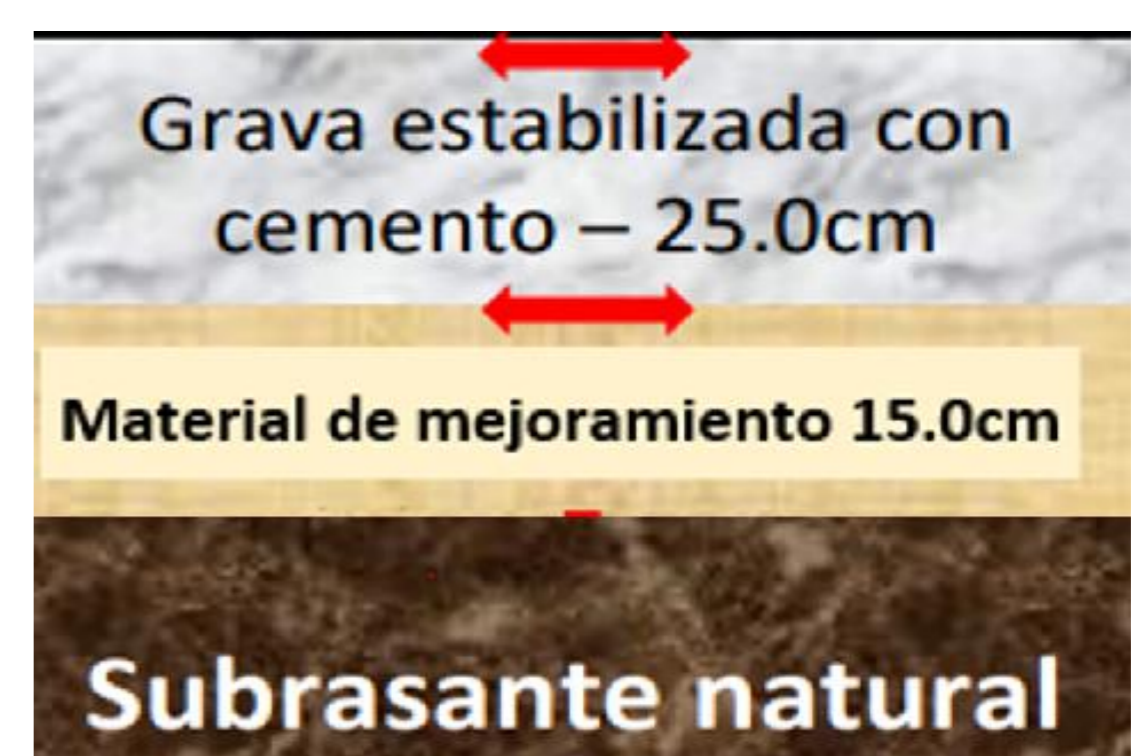 Grava estabilizada con
cemento – 25.0cm
Material de mejoramiento 15.0cm
Subrasante natural